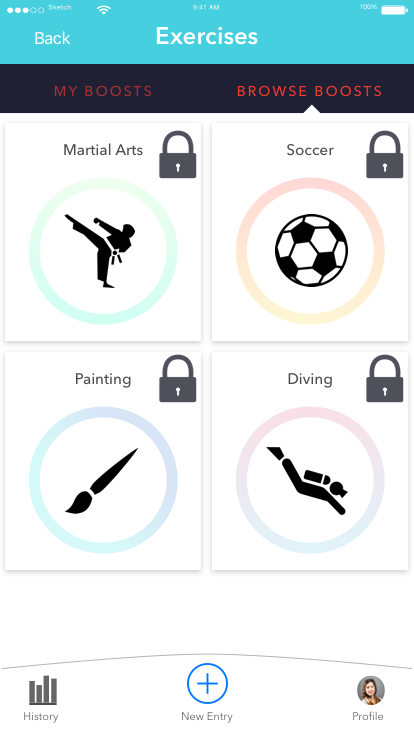 Sketch 9:41 AM 100%
Back Exercises
MY BOOSTS BROWSE BOOSTS
Martial Arts Soccer
Painting Diving
History New Entry Profile